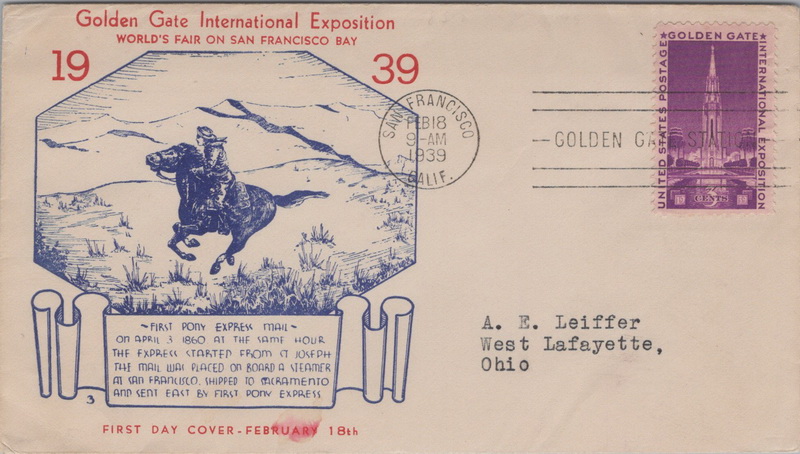 Golden Gate International Exposition
WORLD'S FAIR ON SAN FRANCISCO BAY
19 39
SAN FRANCISCO
FEB 18
9-AM
1939
CALIF.
GOLDEN GATE STATION
★GOLDEN GATE★
UNITED STATES POSTAGE
INTERNATIONAL EXPOSITION
3
CENTS
~FIRST PONY EXPRESS MAIL~
ON APRIL 3 1860 AT THE SAME HOUR
THE EXPRESS STARTED FROM ST JOSEPH
THE MAIL WAS PLACED ON BOARD A STEAMER
AT SAN FRANCISCO, SHIPPED TO SACRAMENTO
AND SENT EAST BY FIRST PONY EXPRESS
3
FIRST DAY COVER-FEBRUARY 18th
A. E. Leiffer
West Lafayette,
Ohio